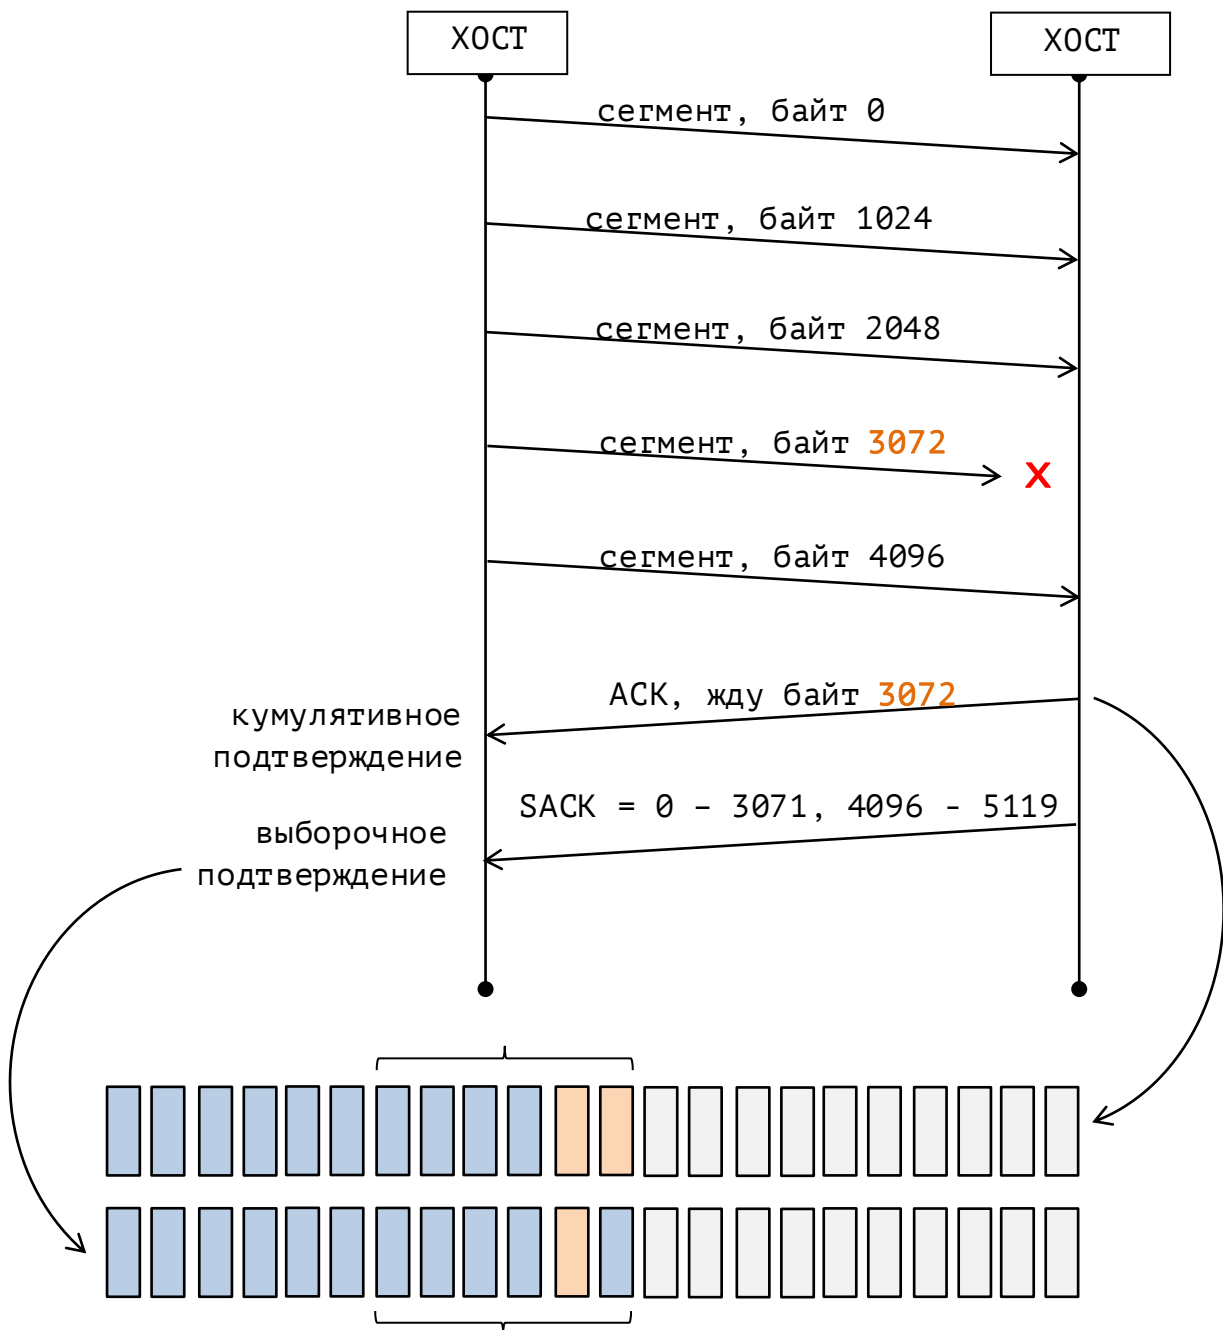 ХОСТ
ХОСТ
сегмент, байт 0
сегмент, байт 1024
сегмент, байт 2048
сегмент, байт 3072
X
сегмент, байт 4096
АСК, жду байт 3072
кумулятивное
подтверждение
SACK = 0 – 3071, 4096 - 5119
выборочное
подтверждение